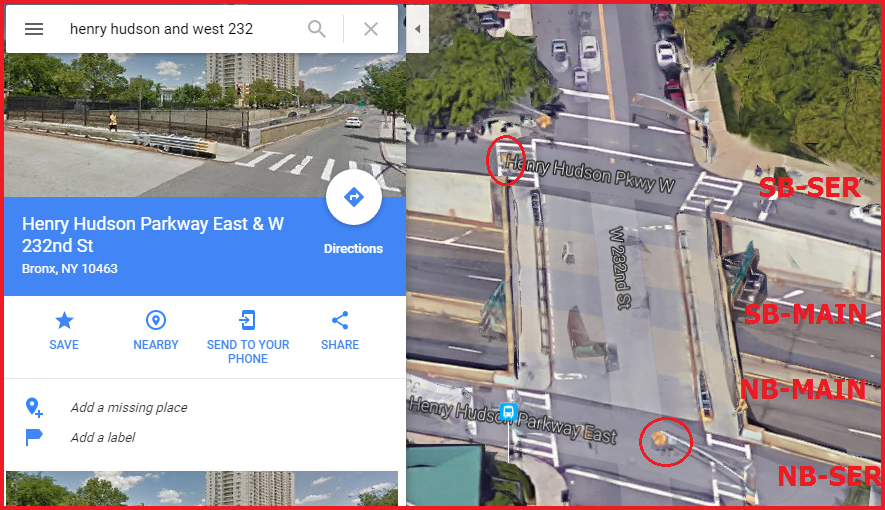 henry hudson and west 232
Henry Hudson Parkway East & W
232nd St
Bronx, NY 10463
Directions
SAVE
NEARBY
SEND TO YOUR
PHONE
SHARE
Add a missing place
Add a label
Henry Hudson Pkwy W
SB-SER
W 232nd St
SB-MAIN
NB-MAIN
Henry Hudson Parkway East
NB-SER